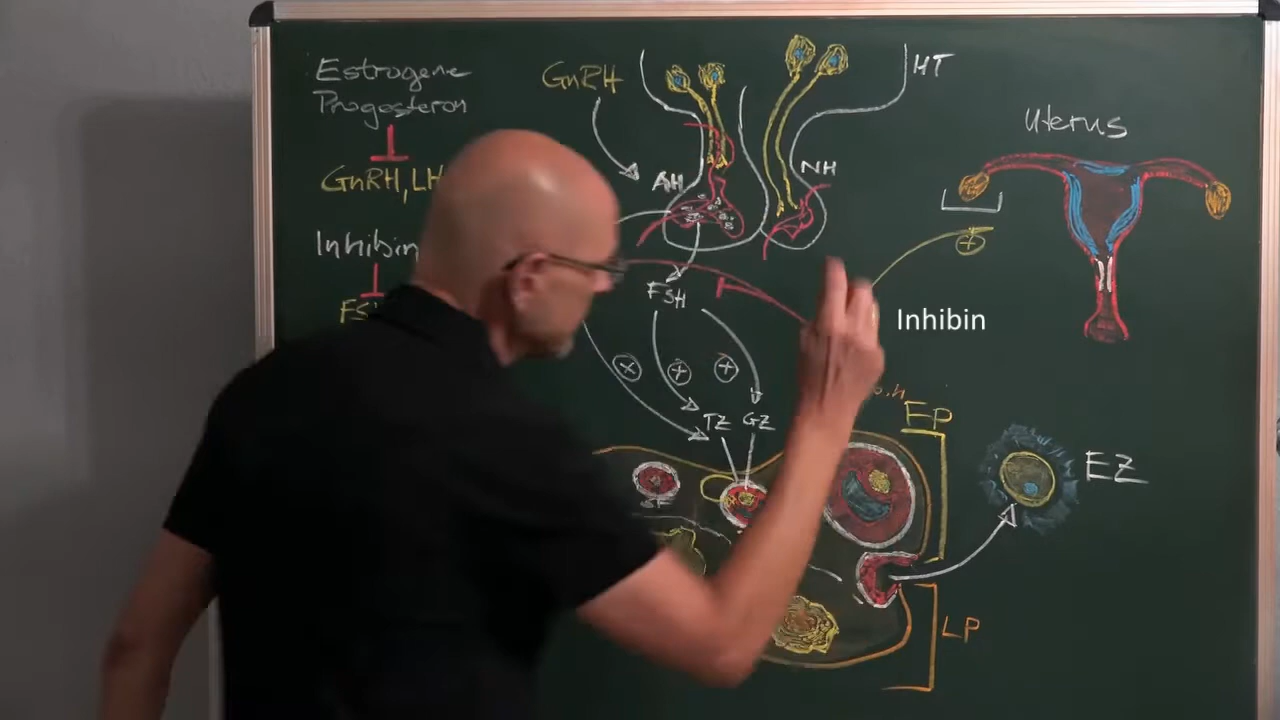 Estrogene
Progesteron
GnRH, LH
Inhibin
GnRH
HT
AH
NH
Uterus
FSH
Inhibin
TZ GZ
EP
EZ
LP